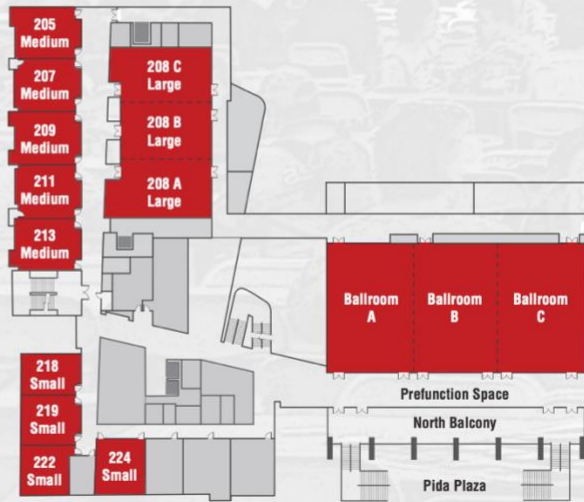 205
Medium
207
Medium
209
Medium
211
Medium
213
Medium
208 C
Large
208 B
Large
208 A
Large
Ballroom
A
Ballroom
B
Ballroom
C
Prefunction Space
North Balcony
Pida Plaza
218
Small
219
Small
222
Small
224
Small